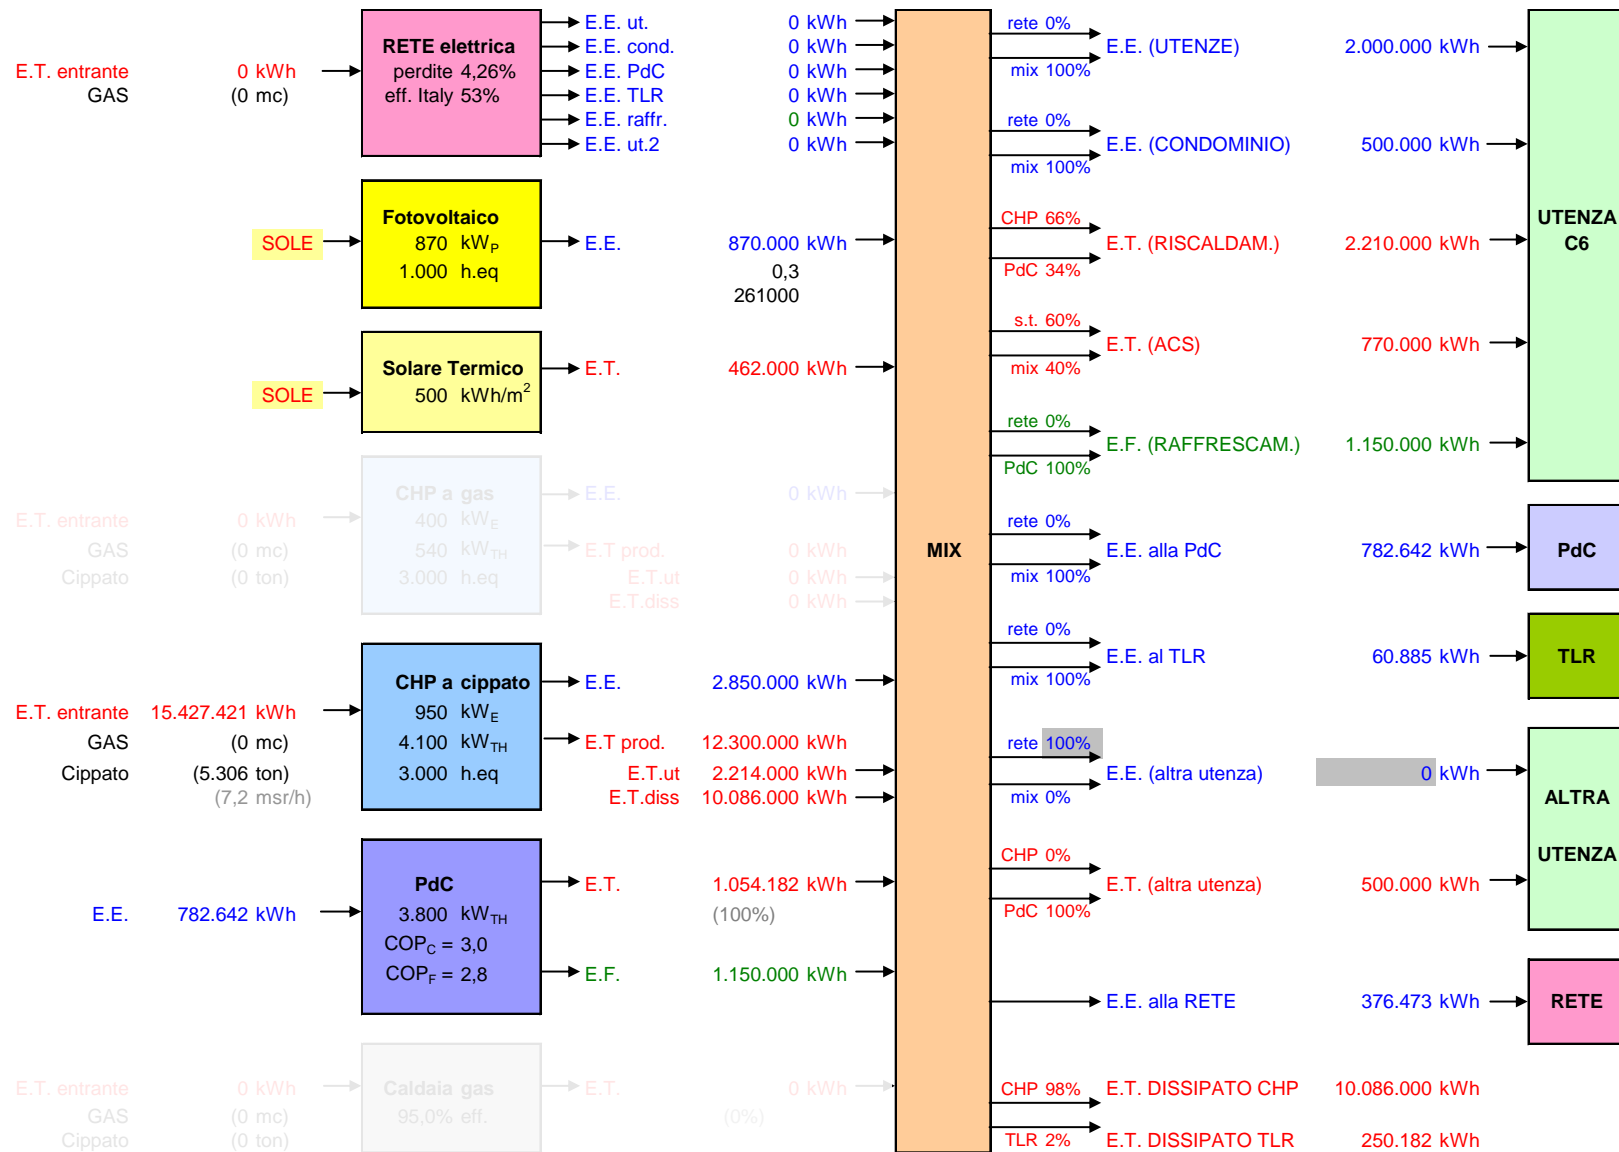 RETE elettrica
perdite 4,26%
eff. Italy 53%
E.T. entrante 0 kWh
GAS (0 mc)
E.E. ut. 0 kWh
E.E. cond. 0 kWh
E.E. PdC 0 kWh
E.E. TLR 0 kWh
E.E. raffr. 0 kWh
E.E. ut.2 0 kWh
SOLE
Fotovoltaico
870 kWP
1.000 h.eq
E.E. 870.000 kWh
0,3
261000
SOLE
Solare Termico
500 kWh/m2
E.T. 462.000 kWh
E.T. entrante 0 kWh
GAS (0 mc)
Cippato (0 ton)
CHP a gas
400 kWE
540 kWTH
3.000 h.eq
E.E. 0 kWh
E.T prod. 0 kWh
E.T.ut 0 kWh
E.T.diss 0 kWh
E.T. entrante 15.427.421 kWh
GAS (0 mc)
Cippato (5.306 ton)
(7,2 msr/h)
CHP a cippato
950 kWE
4.100 kWTH
3.000 h.eq
E.E. 2.850.000 kWh
E.T prod. 12.300.000 kWh
E.T.ut 2.214.000 kWh
E.T.diss 10.086.000 kWh
E.E. 782.642 kWh
PdC
3.800 kWTH
COPC = 3,0
COPF = 2,8
E.T. 1.054.182 kWh
(100%)
E.F. 1.150.000 kWh
E.T. entrante 0 kWh
GAS (0 mc)
Cippato (0 ton)
Caldaia gas
95,0% eff.
E.T. 0 kWh
(0%)
MIX
rete 0%
E.E. (UTENZE) 2.000.000 kWh
mix 100%
rete 0%
E.E. (CONDOMINIO) 500.000 kWh
mix 100%
CHP 66%
E.T. (RISCALDAM.) 2.210.000 kWh
PdC 34%
s.t. 60%
E.T. (ACS) 770.000 kWh
mix 40%
rete 0%
E.F. (RAFFRESCAM.) 1.150.000 kWh
PdC 100%
UTENZA
C6
rete 0%
E.E. alla PdC 782.642 kWh
mix 100%
PdC
rete 0%
E.E. al TLR 60.885 kWh
mix 100%
TLR
rete 100%
E.E. (altra utenza) 0 kWh
mix 0%
CHP 0%
E.T. (altra utenza) 500.000 kWh
PdC 100%
ALTRA
UTENZA
E.E. alla RETE 376.473 kWh
RETE
CHP 98% E.T. DISSIPATO CHP 10.086.000 kWh
TLR 2% E.T. DISSIPATO TLR 250.182 kWh